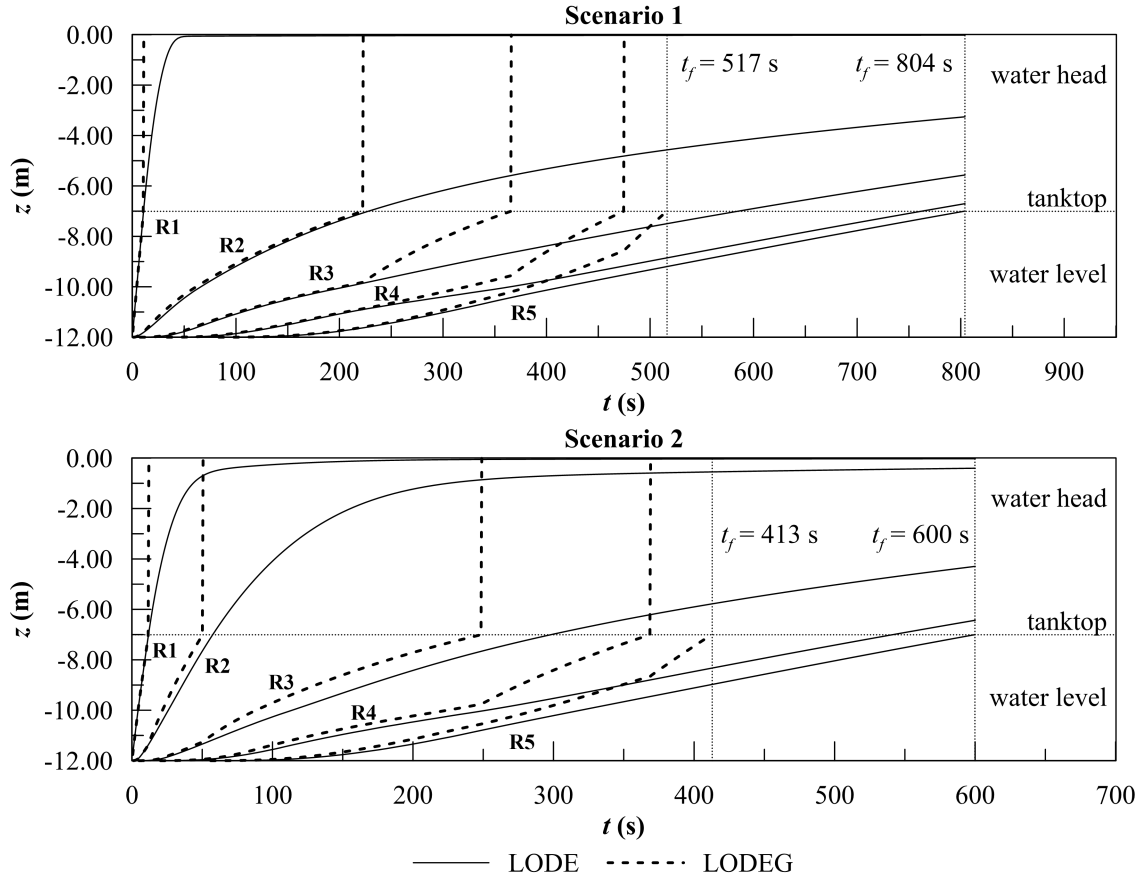 Scenario 1
0.00
-2.00
-4.00
-6.00
-8.00
-10.00
-12.00
z (m)
t_f = 517 s
t_f = 804 s
water head
tanktop
water level
R1
R2
R3
R4
R5
0 100 200 300 400 500 600 700 800 900
t (s)
Scenario 2
0.00
-2.00
-4.00
-6.00
-8.00
-10.00
-12.00
z (m)
t_f = 413 s
t_f = 600 s
water head
tanktop
water level
R1
R2
R3
R4
R5
0 100 200 300 400 500 600 700
t (s)
LODE LODEG